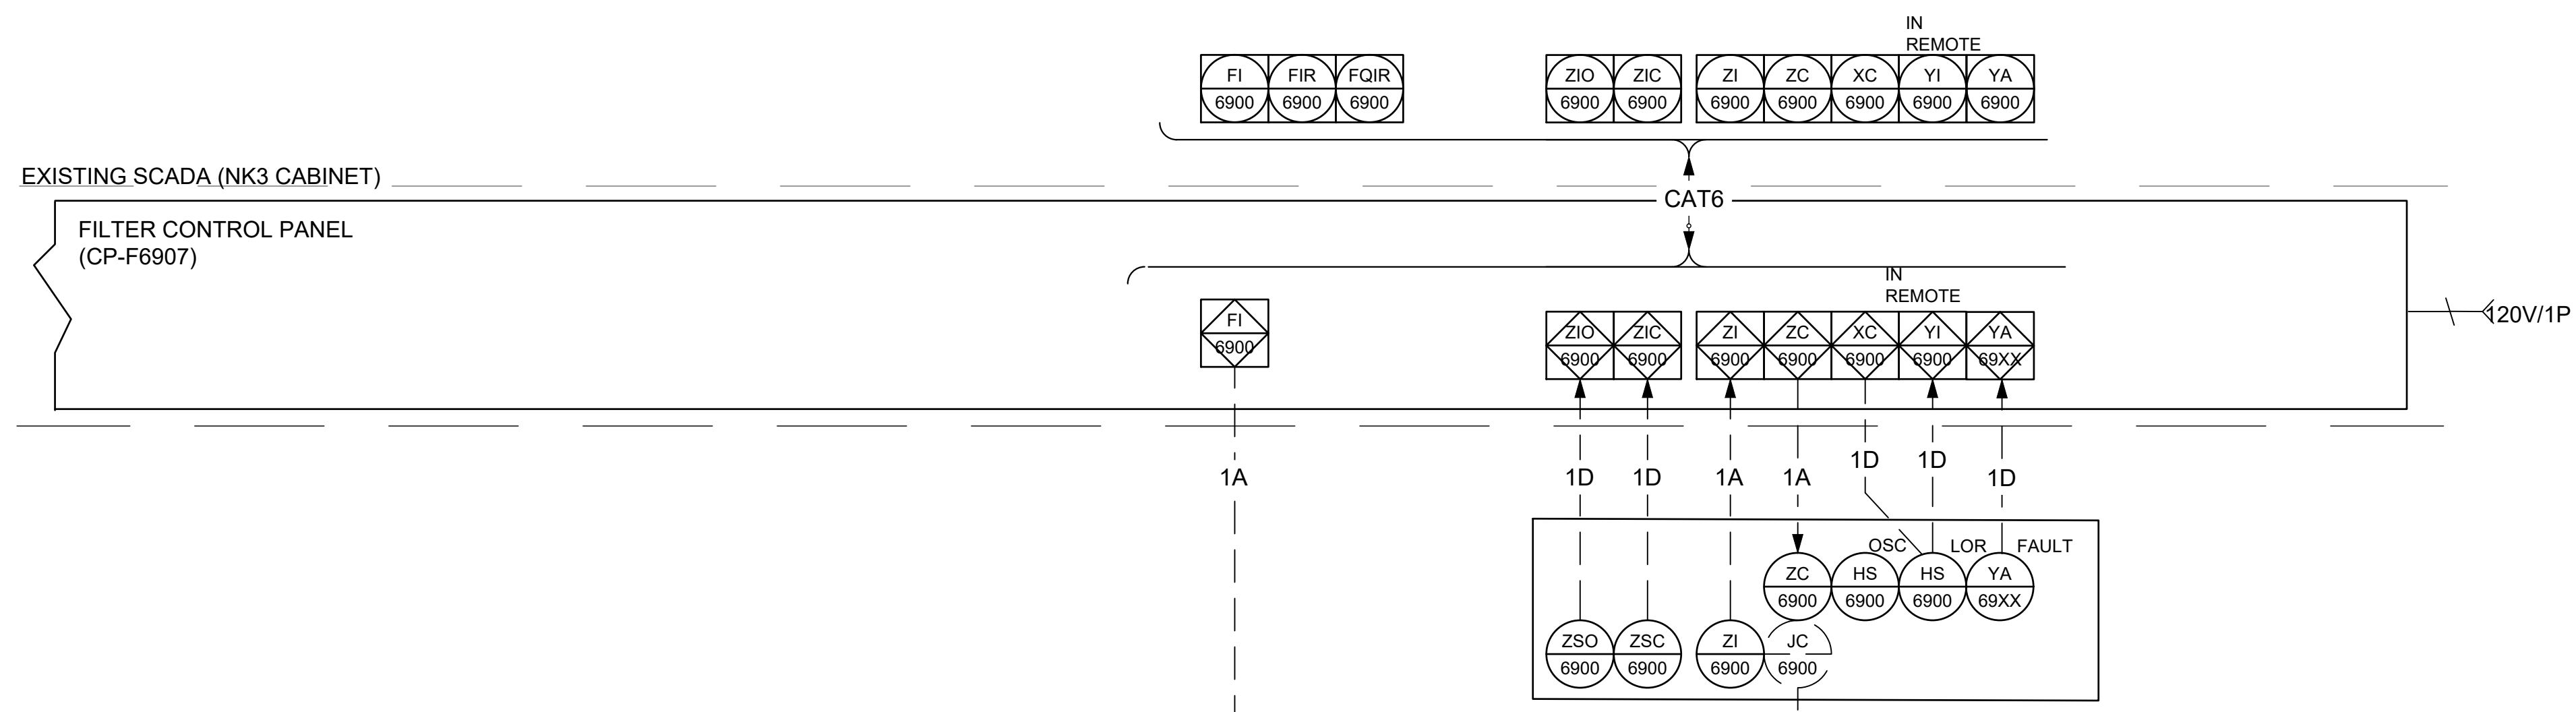 IN
REMOTE
FI FIR FQIR ZIO ZIC ZI ZC XC YI YA
6900 6900 6900 6900 6900 6900 6900 6900 6900 6900
EXISTING SCADA (NK3 CABINET)
CAT6
FILTER CONTROL PANEL
(CP-F6907)
IN
REMOTE
120V/1P
FI ZIO ZIC ZI ZC XC YI YA
6900 6900 6900 6900 6900 6900 6900 69XX
1A 1D 1D 1A 1A 1D 1D 1D
OSC LOR FAULT
ZC HS HS YA
6900 6900 6900 69XX
ZSO ZSC ZI JC
6900 6900 6900 6900